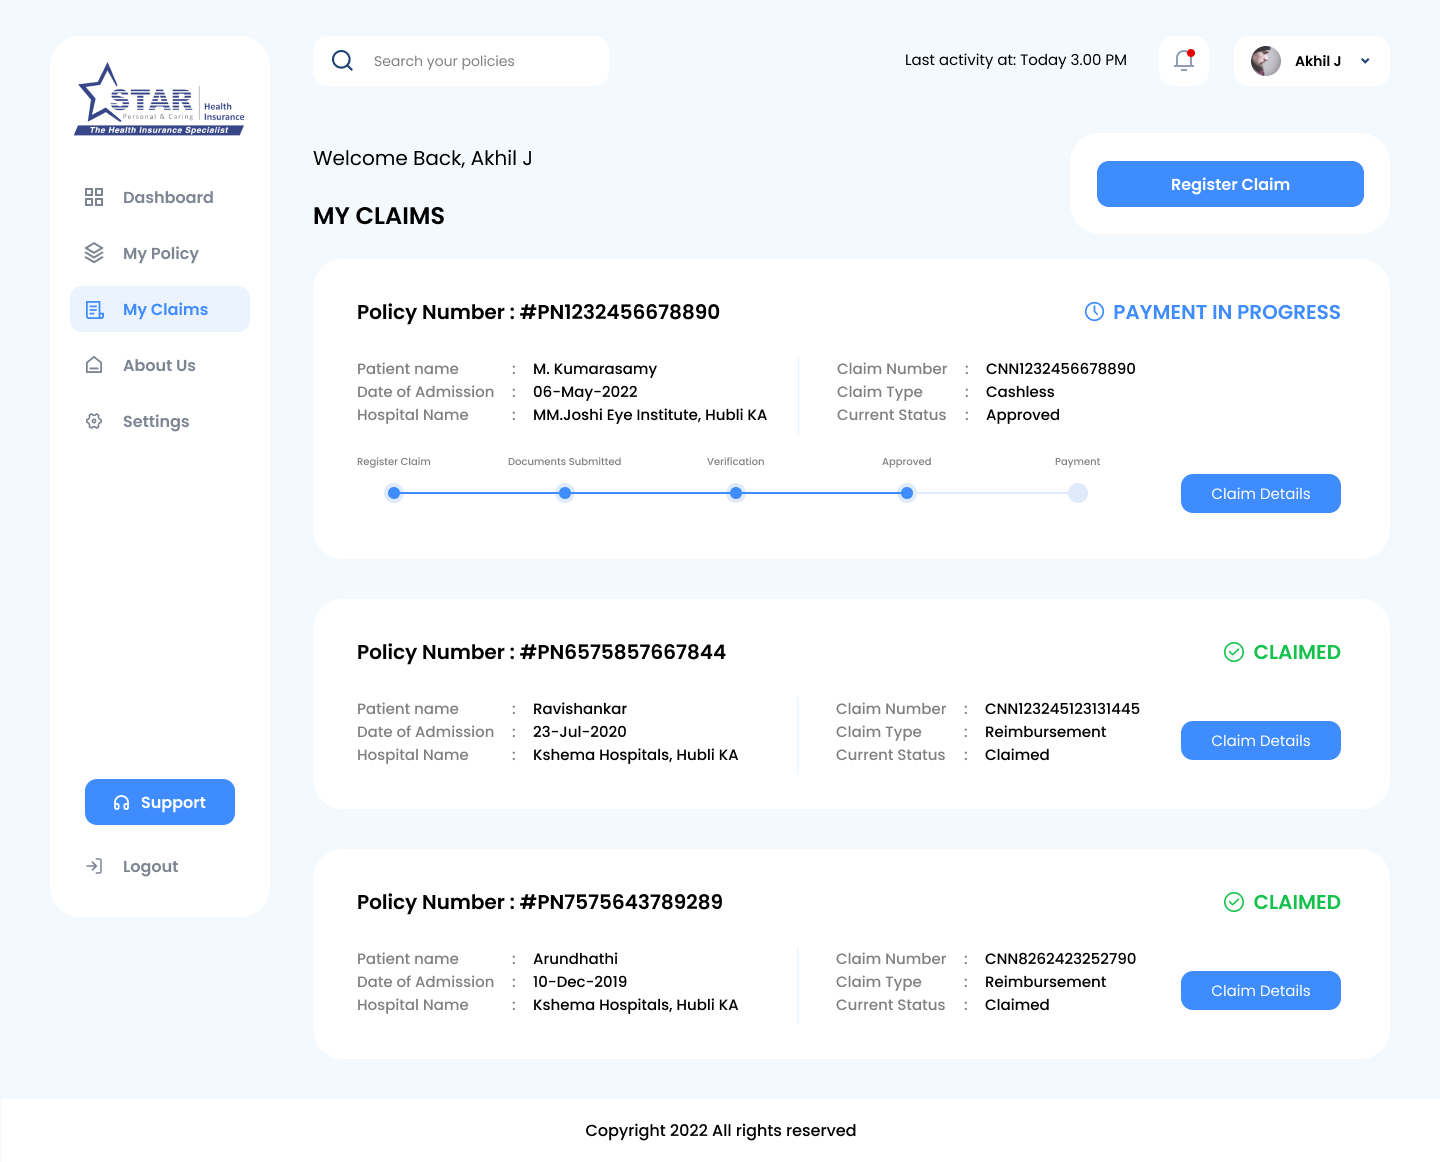 STAR
Personal & Caring
Health
Insurance
The Health Insurance Specialist
Search your policies
Last activity at: Today 3.00 PM
Akhil J
Dashboard
My Policy
My Claims
About Us
Settings
Support
Logout
Welcome Back, Akhil J
Register Claim
MY CLAIMS
Policy Number : #PN1232456678890
PAYMENT IN PROGRESS
Patient name : M. Kumarasamy
Date of Admission : 06-May-2022
Hospital Name : MM.Joshi Eye Institute, Hubli KA
Claim Number : CNN1232456678890
Claim Type : Cashless
Current Status : Approved
Register Claim
Documents Submitted
Verification
Approved
Payment
Claim Details
Policy Number : #PN6575857667844
CLAIMED
Patient name : Ravishankar
Date of Admission : 23-Jul-2020
Hospital Name : Kshema Hospitals, Hubli KA
Claim Number : CNN123245123131445
Claim Type : Reimbursement
Current Status : Claimed
Claim Details
Policy Number : #PN7575643789289
CLAIMED
Patient name : Arundhathi
Date of Admission : 10-Dec-2019
Hospital Name : Kshema Hospitals, Hubli KA
Claim Number : CNN8262423252790
Claim Type : Reimbursement
Current Status : Claimed
Claim Details
Copyright 2022 All rights reserved